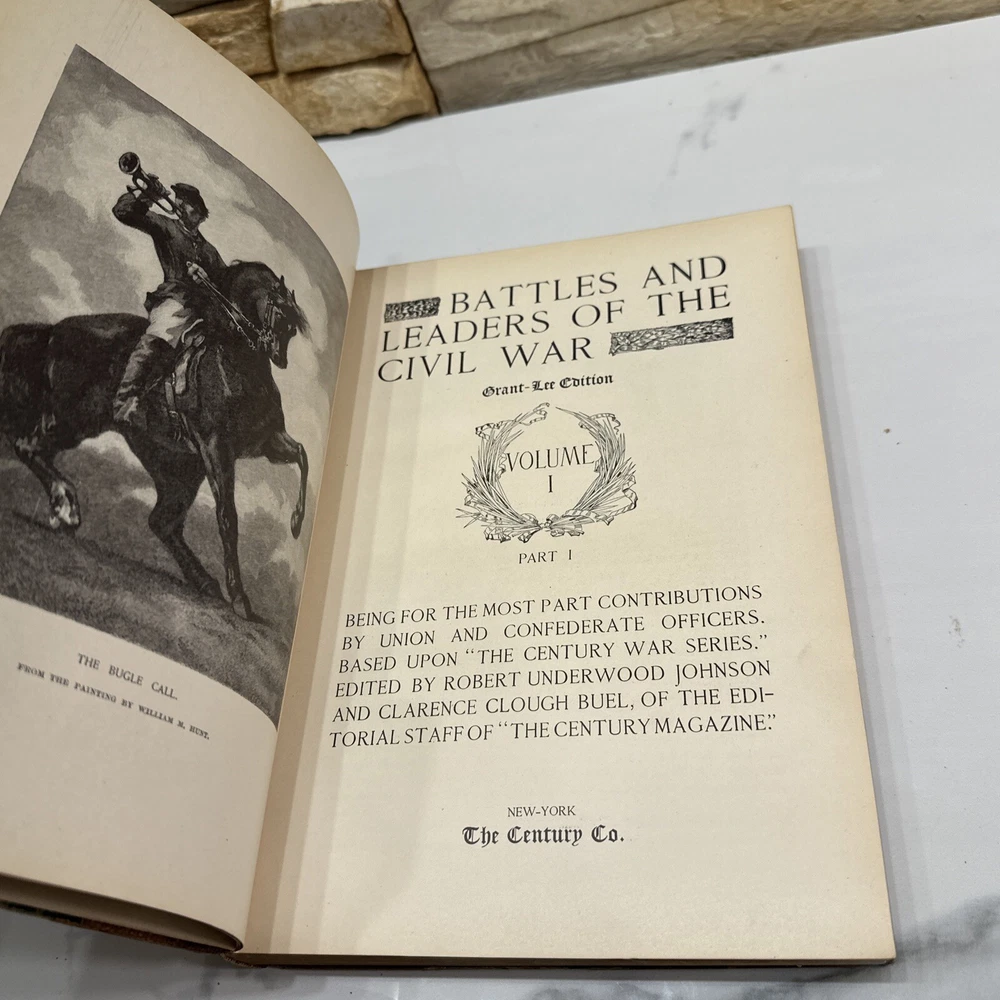 THE BUGLE CALL.
FROM THE PAINTING BY WILLIAM M. HUNT.
BATTLES AND
LEADERS OF THE
CIVIL WAR
Grant-Lee Edition
VOLUME
I
PART I
BEING FOR THE MOST PART CONTRIBUTIONS
BY UNION AND CONFEDERATE OFFICERS.
BASED UPON "THE CENTURY WAR SERIES."
EDITED BY ROBERT UNDERWOOD JOHNSON
AND CLARENCE CLOUGH BUEL, OF THE EDI-
TORIAL STAFF OF "THE CENTURY MAGAZINE."
NEW-YORK
The Century Co.